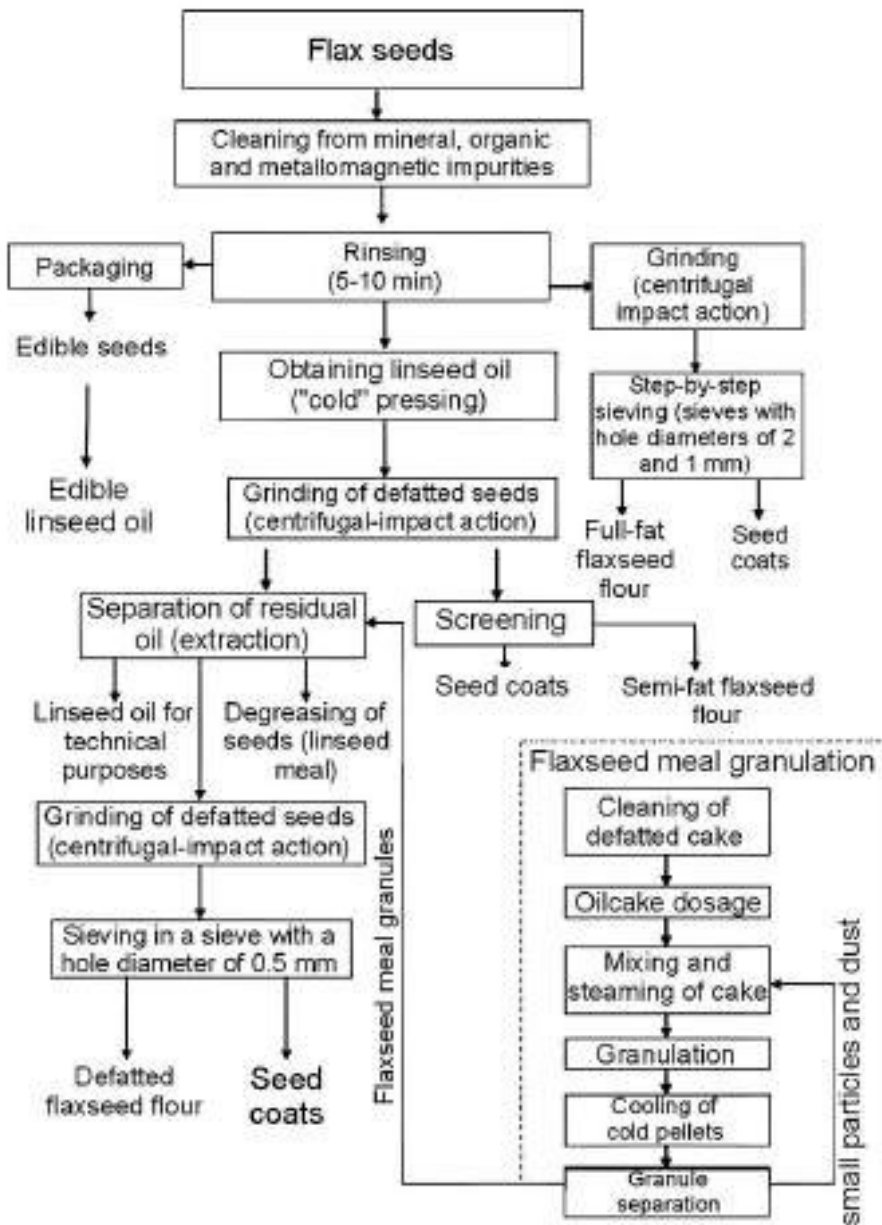 Flax seeds
Cleaning from mineral, organic
and metallomagnetic impurities
Packaging
Rinsing
(5-10 min)
Grinding
(centrifugal
impact action)
Edible seeds
Obtaining linseed oil
("cold" pressing)
Step-by-step
sieving (sieves with
hole diameters of 2
and 1 mm)
Edible
linseed oil
Grinding of defatted seeds
(centrifugal-impact action)
Full-fat
flaxseed
flour
Seed
coats
Separation of residual
oil (extraction)
Screening
Seed coats
Semi-fat flaxseed
flour
Linseed oil for
technical
purposes
Degreasing of
seeds (linseed
meal)
Flaxseed meal granulation
Cleaning of
defatted cake
Grinding of defatted seeds
(centrifugal-impact action)
Flaxseed meal granules
Oilcake dosage
Sieving in a sieve with a
hole diameter of 0.5 mm
Mixing and
steaming of cake
small particles and dust
Granulation
Defatted
flaxseed flour
Seed
coats
Cooling of
cold pellets
Granule
separation